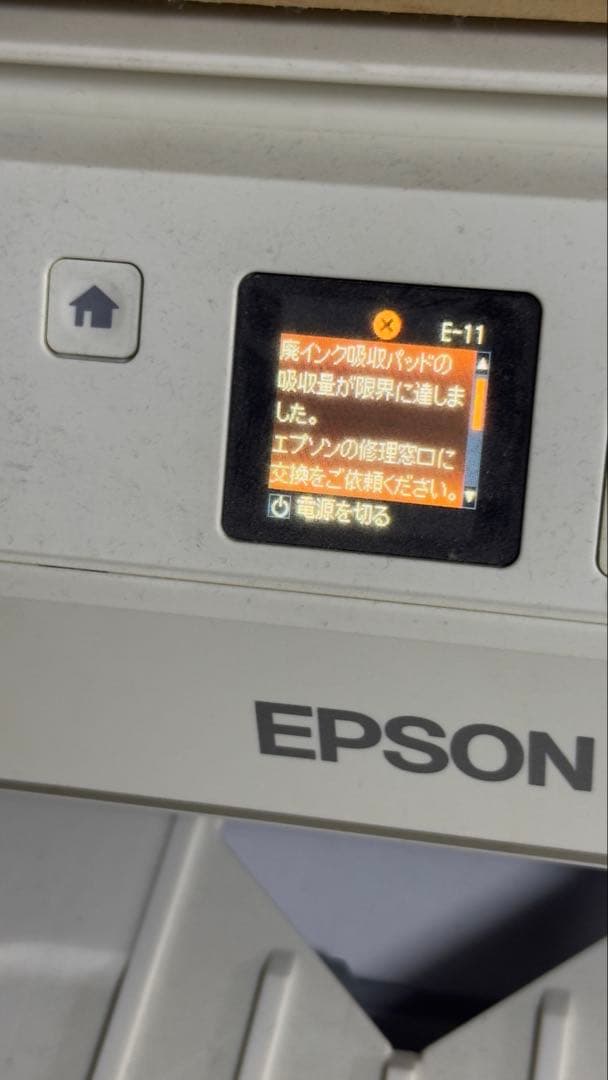 E-11
廃インク吸収パッドの
吸収量が限界に達しま
した。
エプソンの修理窓口に
交換をご依頼ください。
電源を切る
EPSON